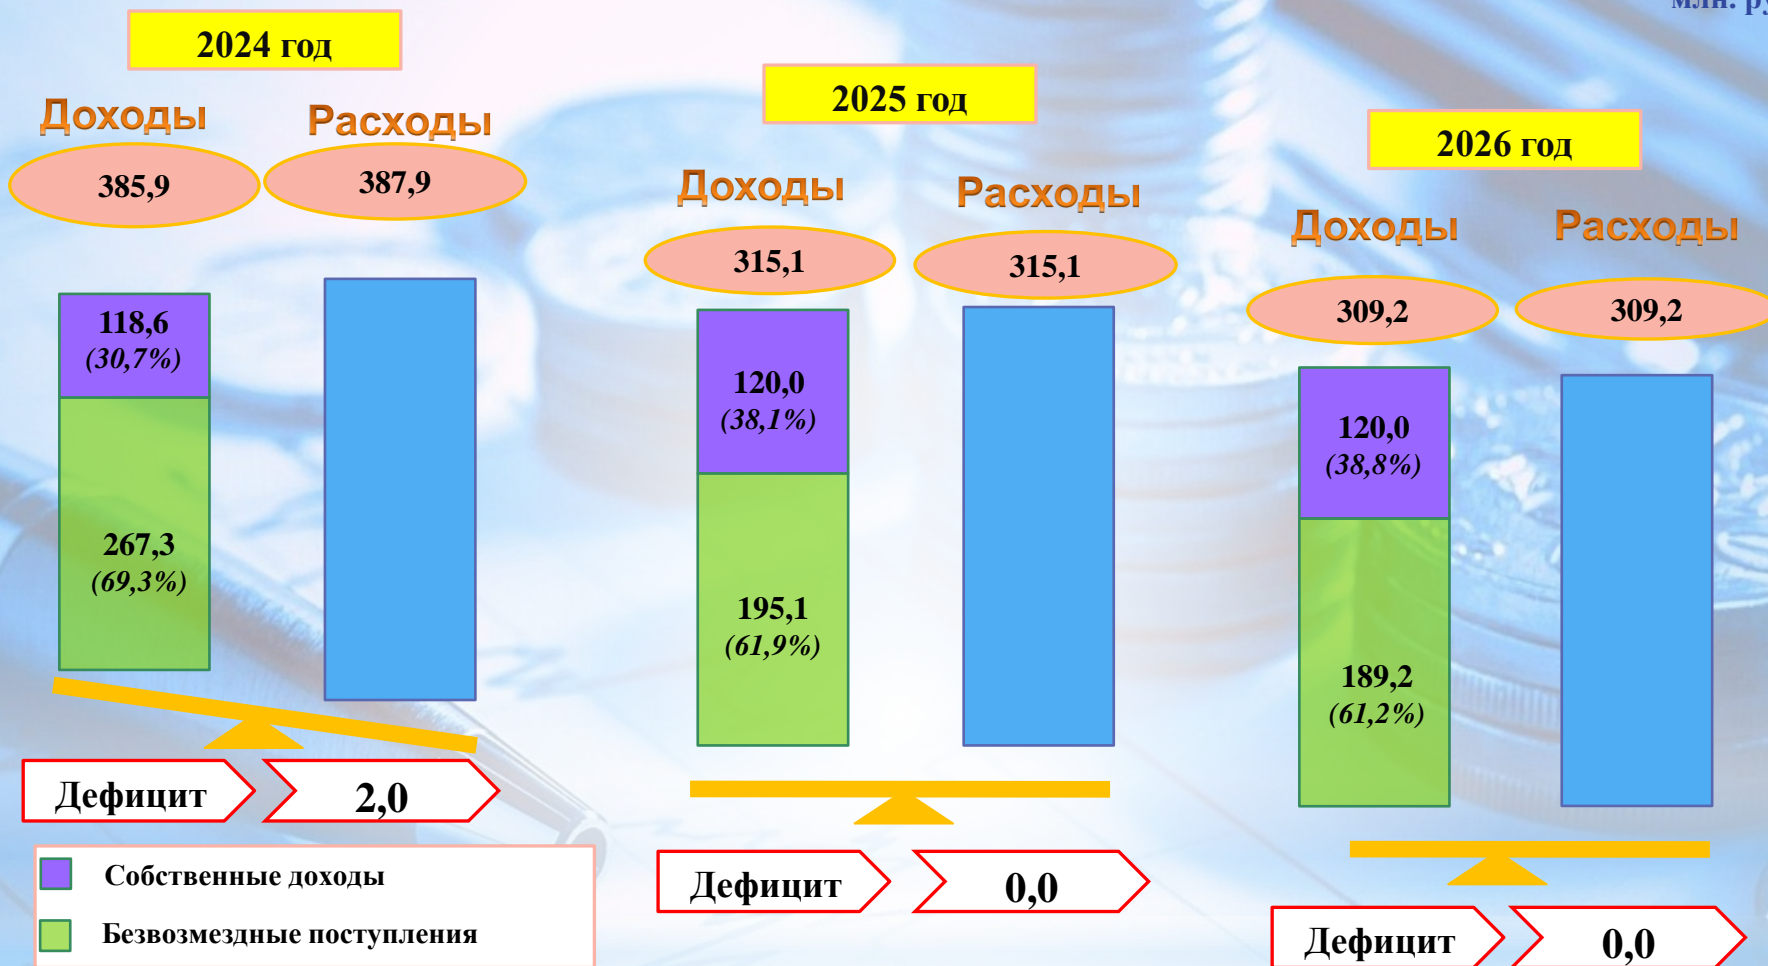 млн. ру
2024 год
Доходы
Расходы
385,9
387,9
118,6
(30,7%)
267,3
(69,3%)
Дефицит
2,0
2025 год
Доходы
Расходы
315,1
315,1
120,0
(38,1%)
195,1
(61,9%)
Дефицит
0,0
2026 год
Доходы
Расходы
309,2
309,2
120,0
(38,8%)
189,2
(61,2%)
Дефицит
0,0
Собственные доходы
Безвозмездные поступления